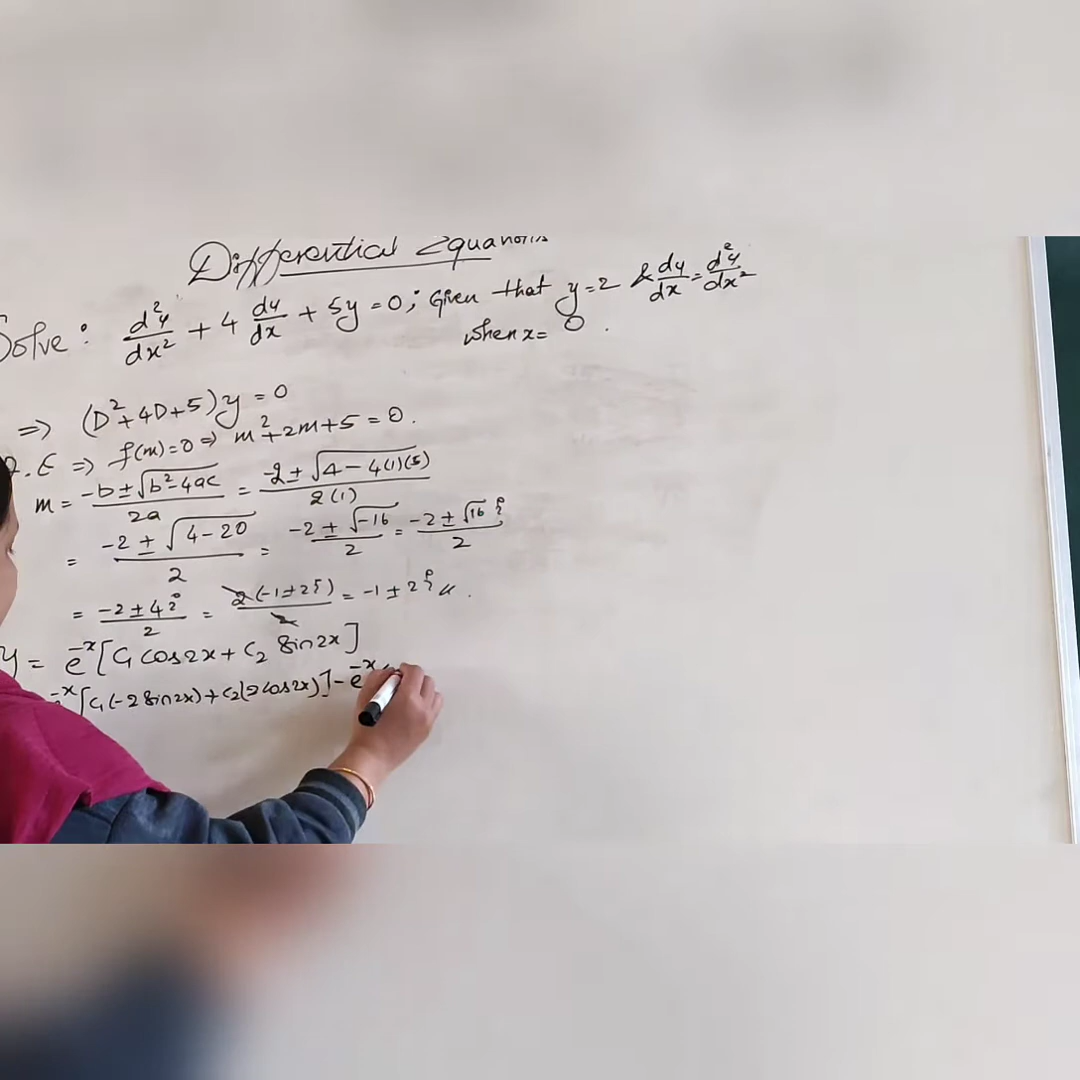 Differential Equations
Solve: d²y/dx² + 4 dy/dx + 5y = 0; Given that y = 2 & dy/dx = d²y/dx²
when x = 0.
⇒ (D²+4D+5)y = 0
f(m)=0 ⇒ m²+2m+5 = 0.
m = -b±√b²-4ac / 2a = -2 ± √4-4(1)(5) / 2(1)
= -2 ± √4-20 / 2 = -2 ± √-16 / 2 = -2 ± √16 i / 2
= -2 ± 4i / 2 = 2(-1±2i) / 2 = -1 ± 2i //.
y = e⁻ˣ[C₁ cos2x + C₂ sin2x]
⁻ˣ[C₁(-2 sin2x) + C₂(2cos2x)] - e⁻ˣ